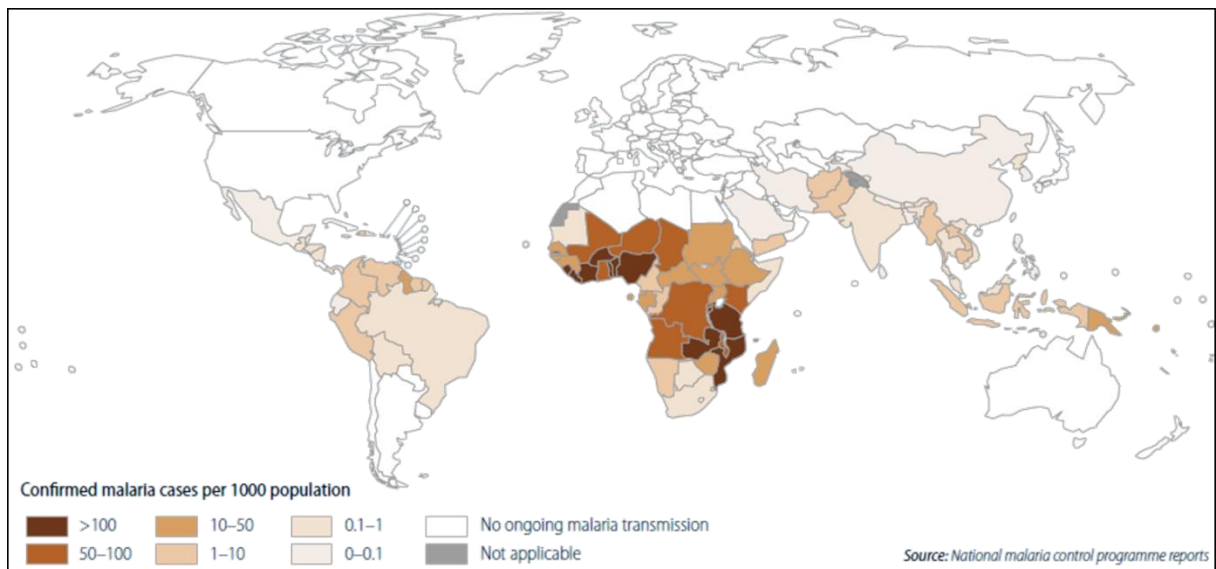 Confirmed malaria cases per 1000 population
>100
10–50
0.1–1
No ongoing malaria transmission
50–100
1–10
0–0.1
Not applicable
Source: National malaria control programme reports